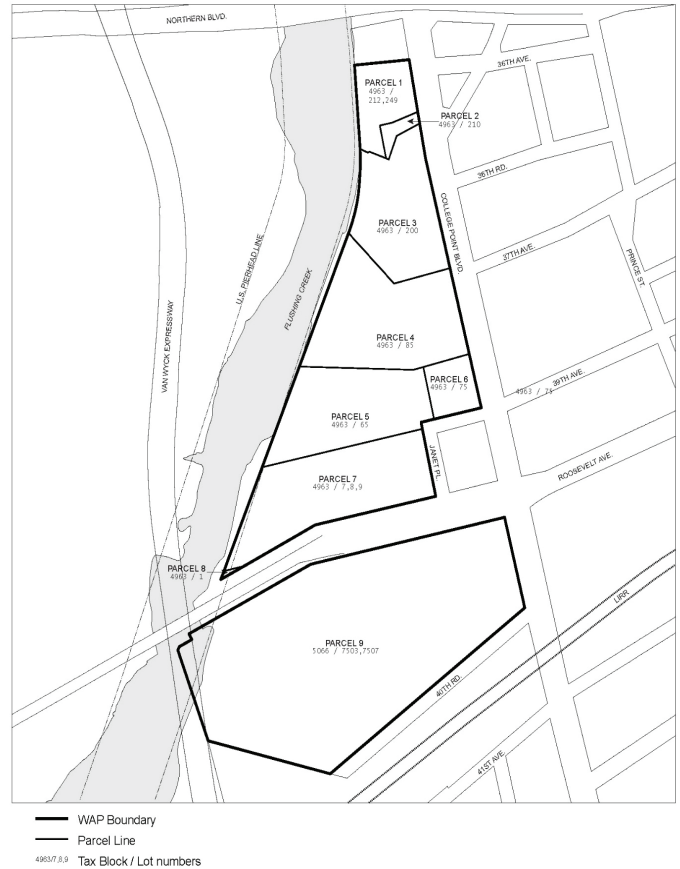 NORTHERN BLVD.
36TH AVE.
PARCEL 1
4963 /
212,249
PARCEL 2
4963 / 210
36TH RD.
PARCEL 3
4963 / 200
COLLEGE POINT BLVD.
37TH AVE.
PRINCE ST.
U.S. PIERHEAD LINE
FLUSHING CREEK
VAN WYCK EXPRESSWAY
PARCEL 4
4963 / 85
PARCEL 6
4963 / 75
4963 / 75
39TH AVE.
PARCEL 5
4963 / 65
JANET PL.
ROOSEVELT AVE.
PARCEL 7
4963 / 7,8,9
PARCEL 8
4963 / 1
LIRR
PARCEL 9
5066 / 7503,7507
40TH RD.
41ST AVE.
WAP Boundary
Parcel Line
4963/7,8,9 Tax Block / Lot numbers